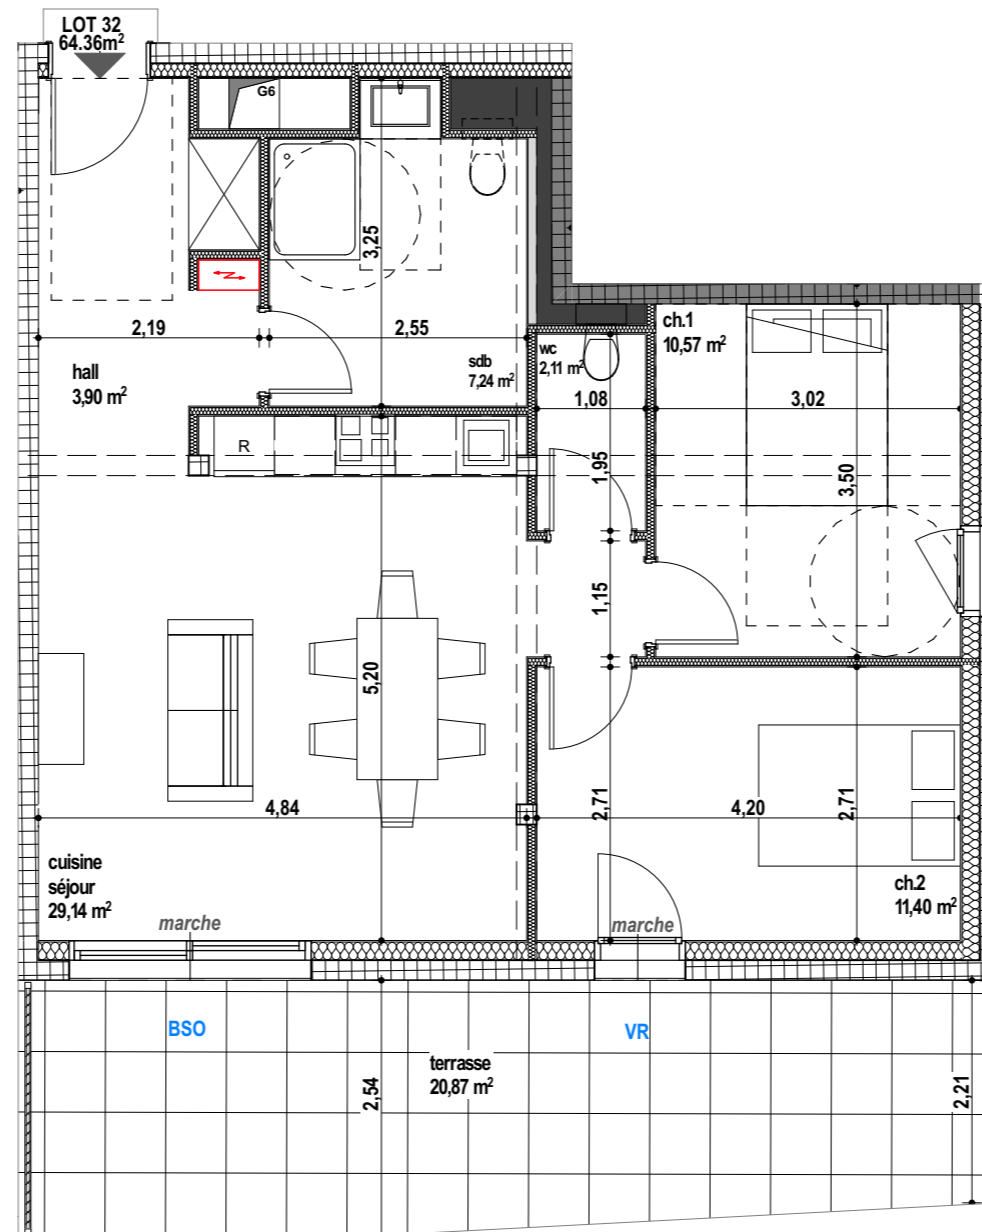 LOT 32
64.36m²
G6
3,25
2,19
2,55
hall
3,90 m²
sdb
7,24 m²
wc
2,11 m²
ch.1
10,57 m²
1,08
3,02
R
1,95
3,50
1,15
5,20
4,84
2,71
4,20
2,71
cuisine
séjour
29,14 m²
ch.2
11,40 m²
marche
marche
BSO
VR
terrasse
20,87 m²
2,54
2,21